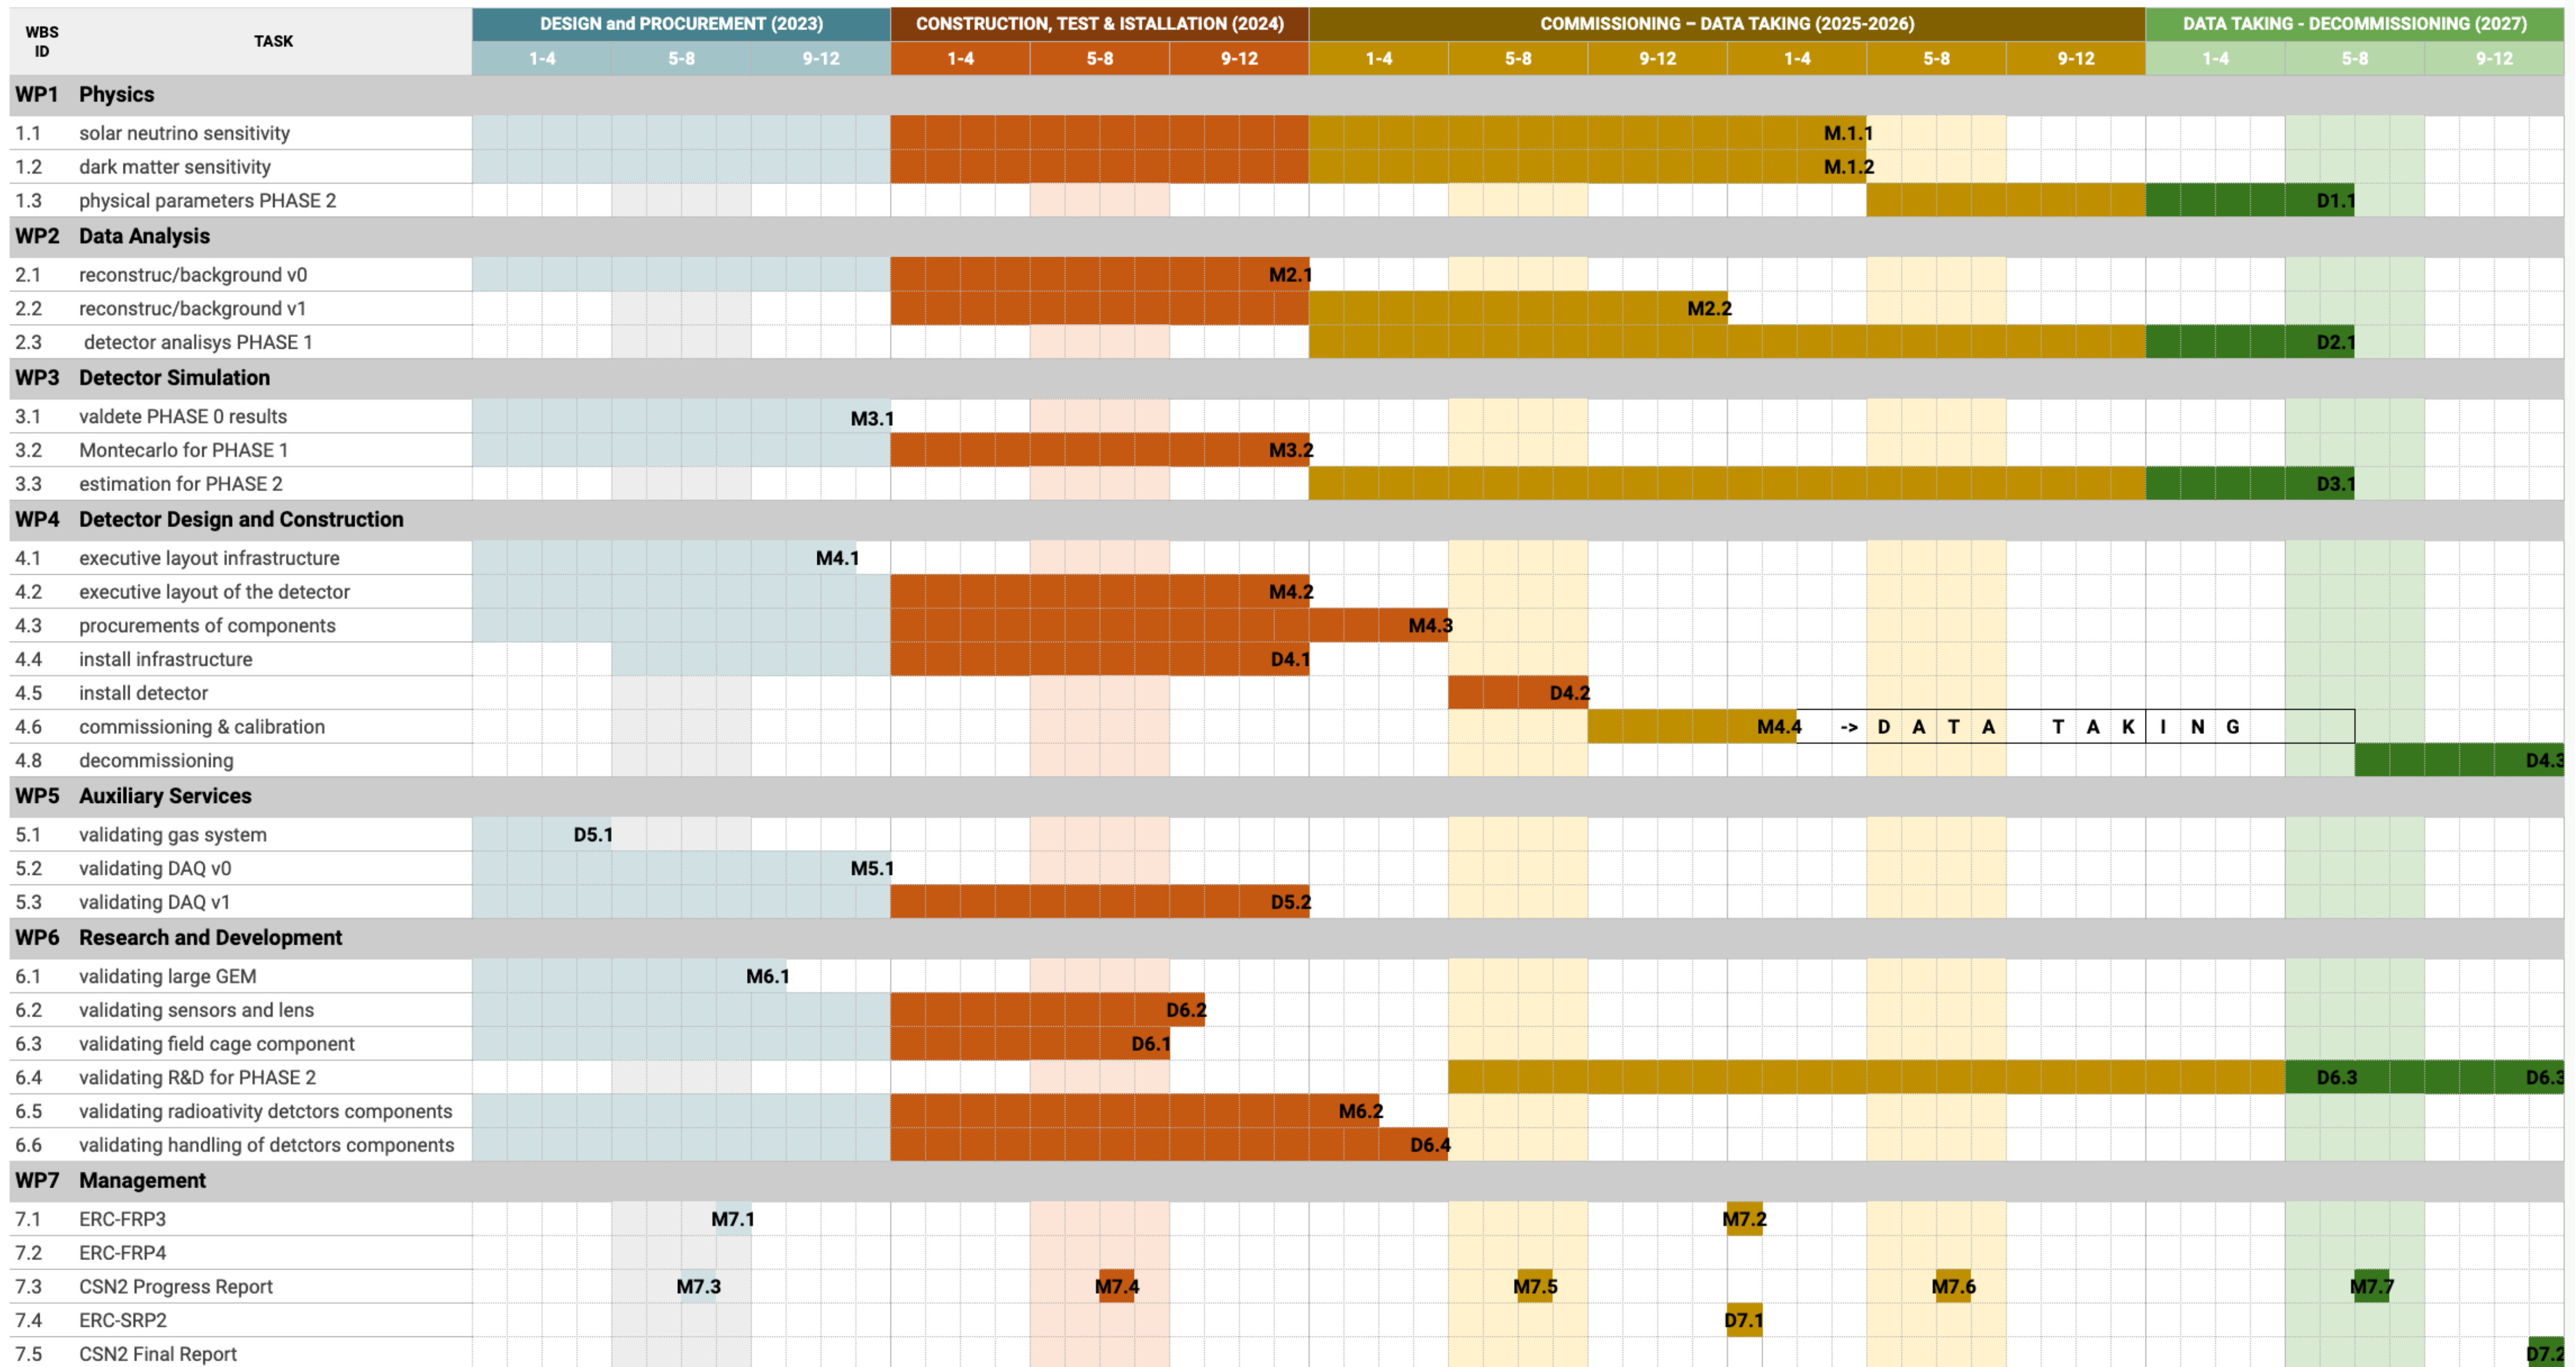 WBS ID TASK DESIGN and PROCUREMENT (2023) CONSTRUCTION, TEST & ISTALLATION (2024) COMMISSIONING – DATA TAKING (2025-2026) DATA TAKING - DECOMMISSIONING (2027)
1-4 5-8 9-12 1-4 5-8 9-12 1-4 5-8 9-12 1-4 5-8 9-12 1-4 5-8 9-12
WP1 Physics
1.1 solar neutrino sensitivity M.1.1
1.2 dark matter sensitivity M.1.2
1.3 physical parameters PHASE 2 D1.1
WP2 Data Analysis
2.1 reconstruc/background v0 M2.1
2.2 reconstruc/background v1 M2.2
2.3 detector analisys PHASE 1 D2.1
WP3 Detector Simulation
3.1 valdete PHASE 0 results M3.1
3.2 Montecarlo for PHASE 1 M3.2
3.3 estimation for PHASE 2 D3.1
WP4 Detector Design and Construction
4.1 executive layout infrastructure M4.1
4.2 executive layout of the detector M4.2
4.3 procurements of components M4.3
4.4 install infrastructure D4.1
4.5 install detector D4.2
4.6 commissioning & calibration M4.4 -> D A T A T A K I N G
4.8 decommissioning D4.3
WP5 Auxiliary Services
5.1 validating gas system D5.1
5.2 validating DAQ v0 M5.1
5.3 validating DAQ v1 D5.2
WP6 Research and Development
6.1 validating large GEM M6.1
6.2 validating sensors and lens D6.2
6.3 validating field cage component D6.1
6.4 validating R&D for PHASE 2 D6.3 D6.3
6.5 validating radioativity detctors components M6.2
6.6 validating handling of detctors components D6.4
WP7 Management
7.1 ERC-FRP3 M7.1 M7.2
7.2 ERC-FRP4
7.3 CSN2 Progress Report M7.3 M7.4 M7.5 M7.6 M7.7
7.4 ERC-SRP2 D7.1
7.5 CSN2 Final Report D7.2